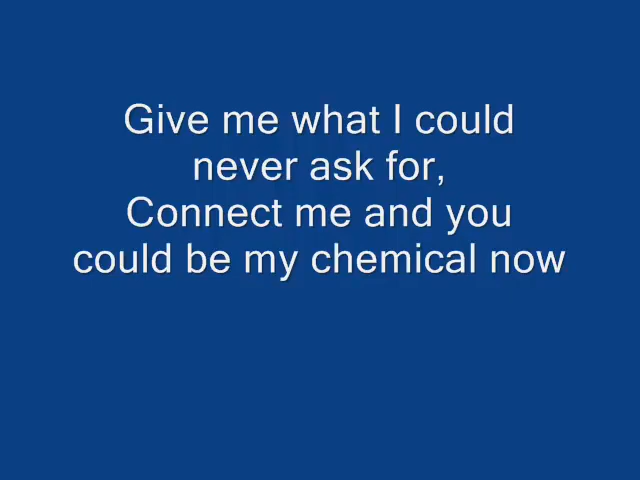 Give me what I could
never ask for,
Connect me and you
could be my chemical now